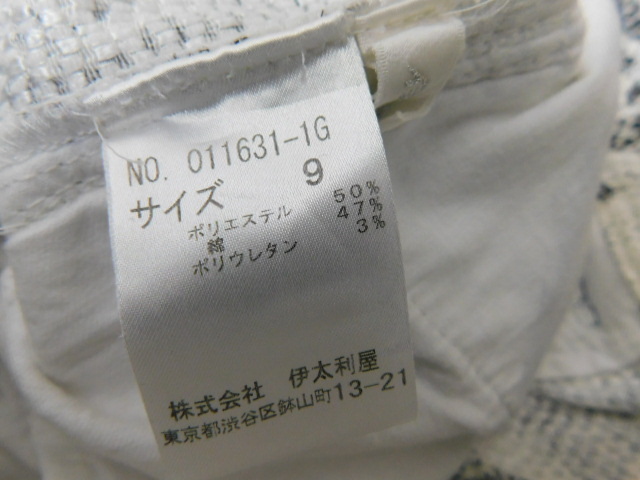 NO. 011631-1G
サイズ 9
ポリエステル 50%
綿 47%
ポリウレタン 3%
株式会社 伊太利屋
東京都渋谷区鉢山町13-21